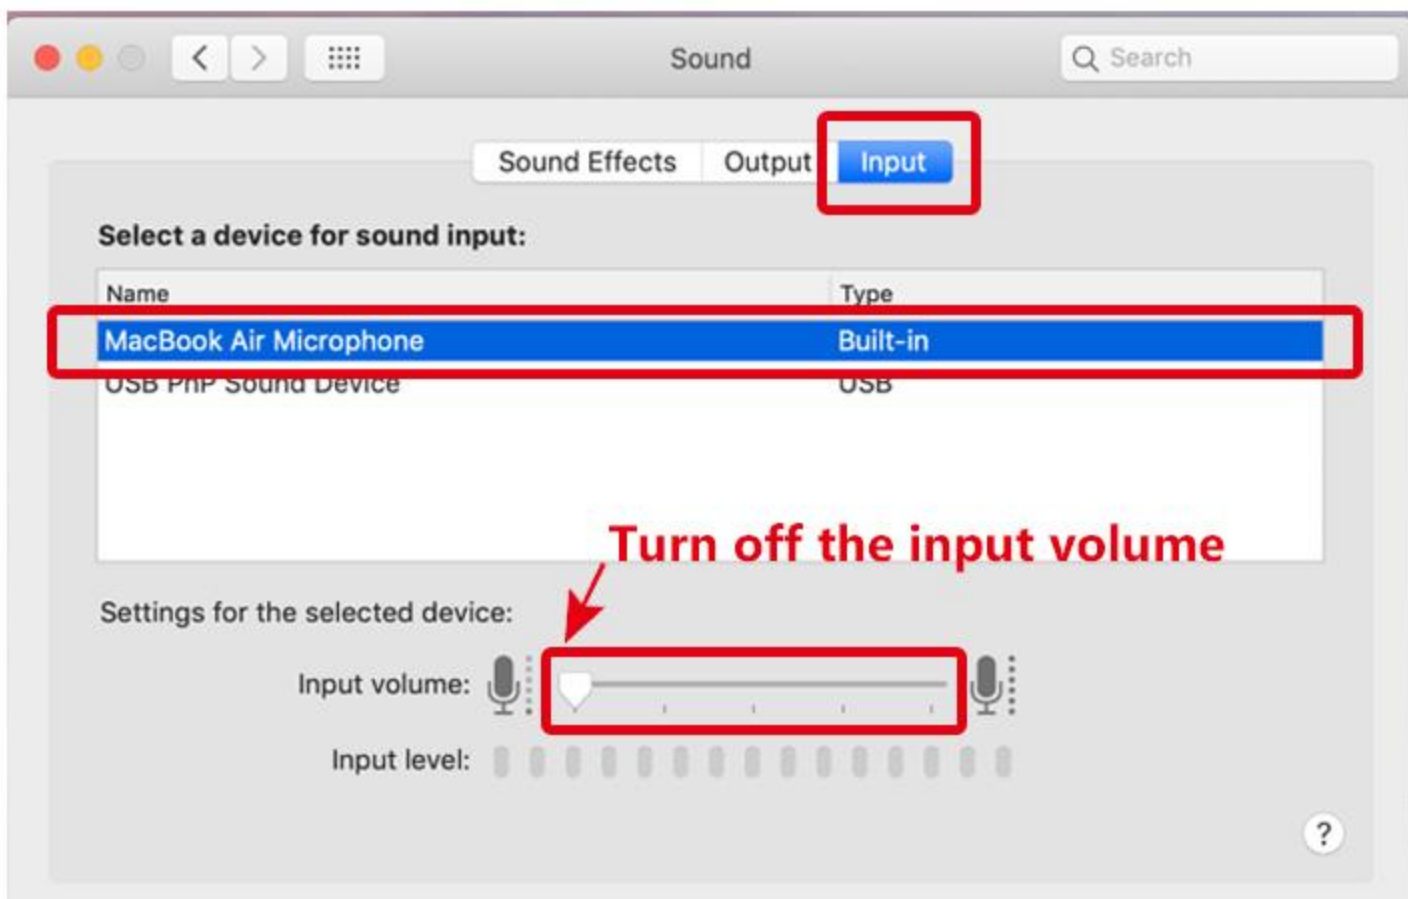 Sound
Search
Sound Effects Output Input
Select a device for sound input:
Name Type
MacBook Air Microphone Built-in
USB PnP Sound Device USB
Turn off the input volume
Settings for the selected device:
Input volume:
Input level:
?